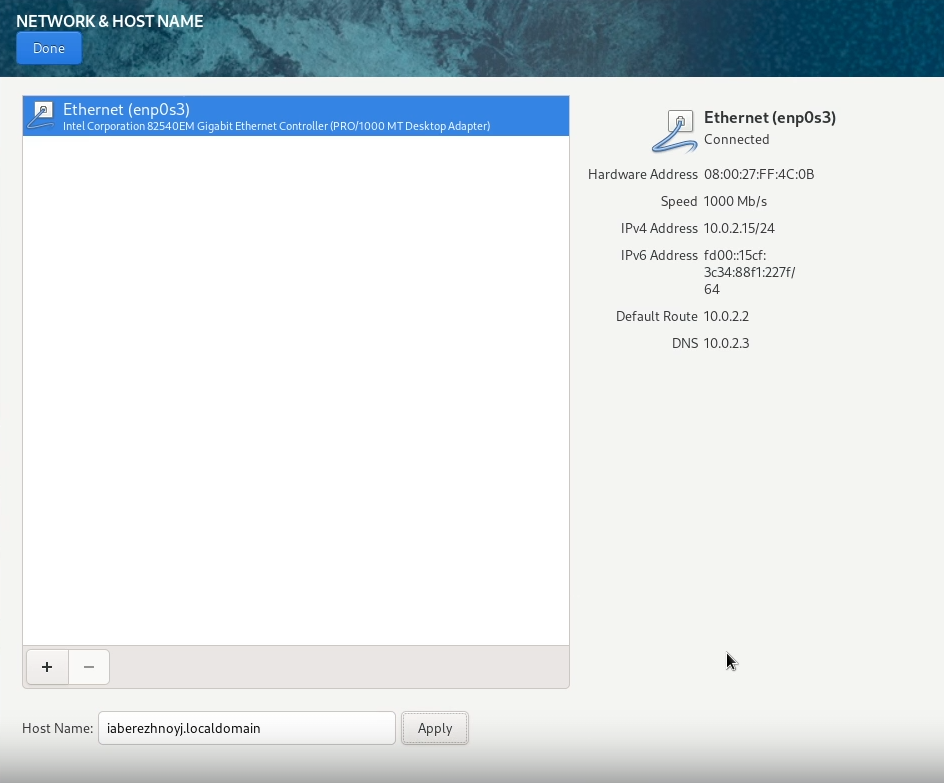 NETWORK & HOST NAME
Done
Ethernet (enp0s3)
Intel Corporation 82540EM Gigabit Ethernet Controller (PRO/1000 MT Desktop Adapter)
Ethernet (enp0s3)
Connected
Hardware Address 08:00:27:FF:4C:0B
Speed 1000 Mb/s
IPv4 Address 10.0.2.15/24
IPv6 Address fd00::15cf:
3c34:88f1:227f/
64
Default Route 10.0.2.2
DNS 10.0.2.3
+ −
Host Name: iaberezhnoyj.localdomain Apply